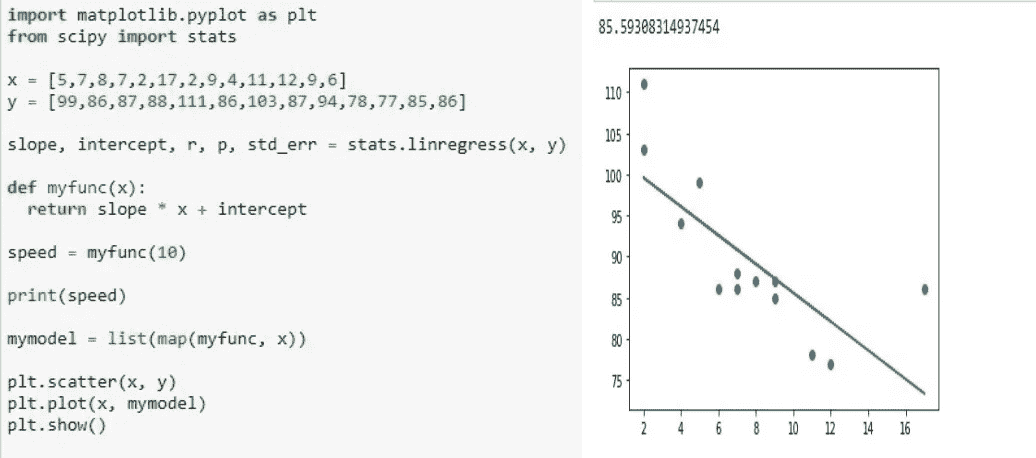 import matplotlib.pyplot as plt
from scipy import stats
x = [5,7,8,7,2,17,2,9,4,11,12,9,6]
y = [99,86,87,88,111,86,103,87,94,78,77,85,86]
slope, intercept, r, p, std_err = stats.linregress(x, y)
def myfunc(x):
  return slope * x + intercept
speed = myfunc(10)
print(speed)
mymodel = list(map(myfunc, x))
plt.scatter(x, y)
plt.plot(x, mymodel)
plt.show()
85.59308314937454
110
105
100
95
90
85
80
75
2 4 6 8 10 12 14 16